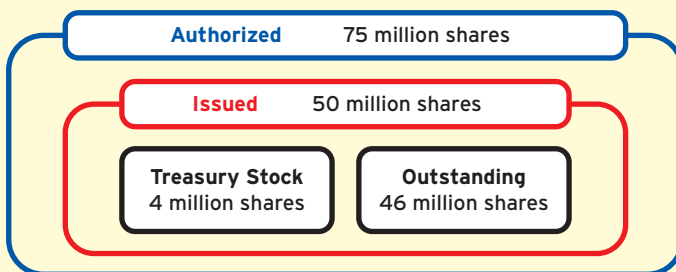 Authorized 75 million shares
Issued 50 million shares
Treasury Stock
4 million shares
Outstanding
46 million shares